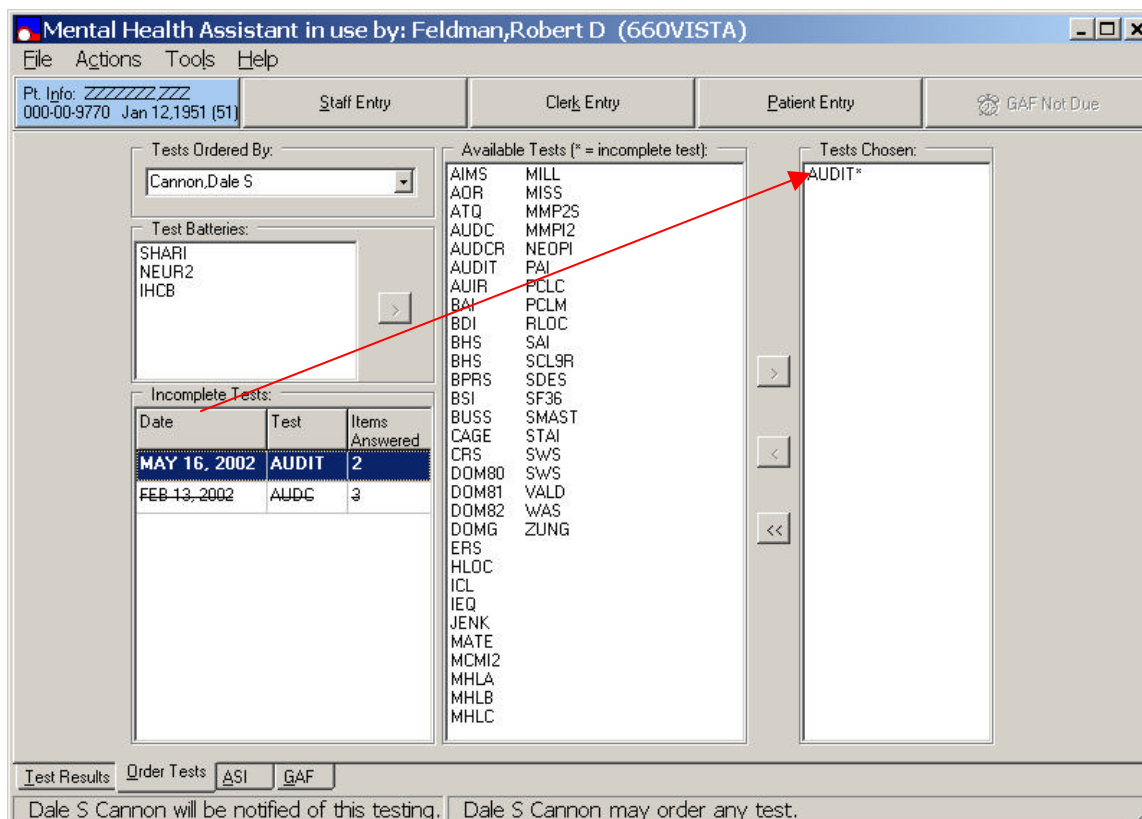 Mental Health Assistant in use by: Feldman,Robert D (660VISTA)
File Actions Tools Help
Pt. Info: ZZZZZZZ,ZZZ
000-00-9770 Jan 12,1951 (51)
Staff Entry
Clerk Entry
Patient Entry
GAF Not Due
Tests Ordered By:
Cannon,Dale S
Test Batteries:
SHARI
NEUR2
IHCB
>
Incomplete Tests:
Date Test Items Answered
MAY 16, 2002 AUDIT 2
FEB 13, 2002 AUDC 3
Available Tests (* = incomplete test):
AIMS MILL
AOR MISS
ATQ MMP2S
AUDC MMPI2
AUDCR NEOPI
AUDIT PAI
AUIR PCLC
BAI PCLM
BDI RLOC
BHS SAI
BHS SCL9R
BPRS SDES
BSI SF36
BUSS SMAST
CAGE STAI
CRS SWS
DOM80 SWS
DOM81 VALD
DOM82 WAS
DOMG ZUNG
ERS
HLOC
ICL
IEQ
JENK
MATE
MCMI2
MHLA
MHLB
MHLC
>
<
<<
Tests Chosen:
AUDIT*
Test Results Order Tests ASI GAF
Dale S Cannon will be notified of this testing. Dale S Cannon may order any test.